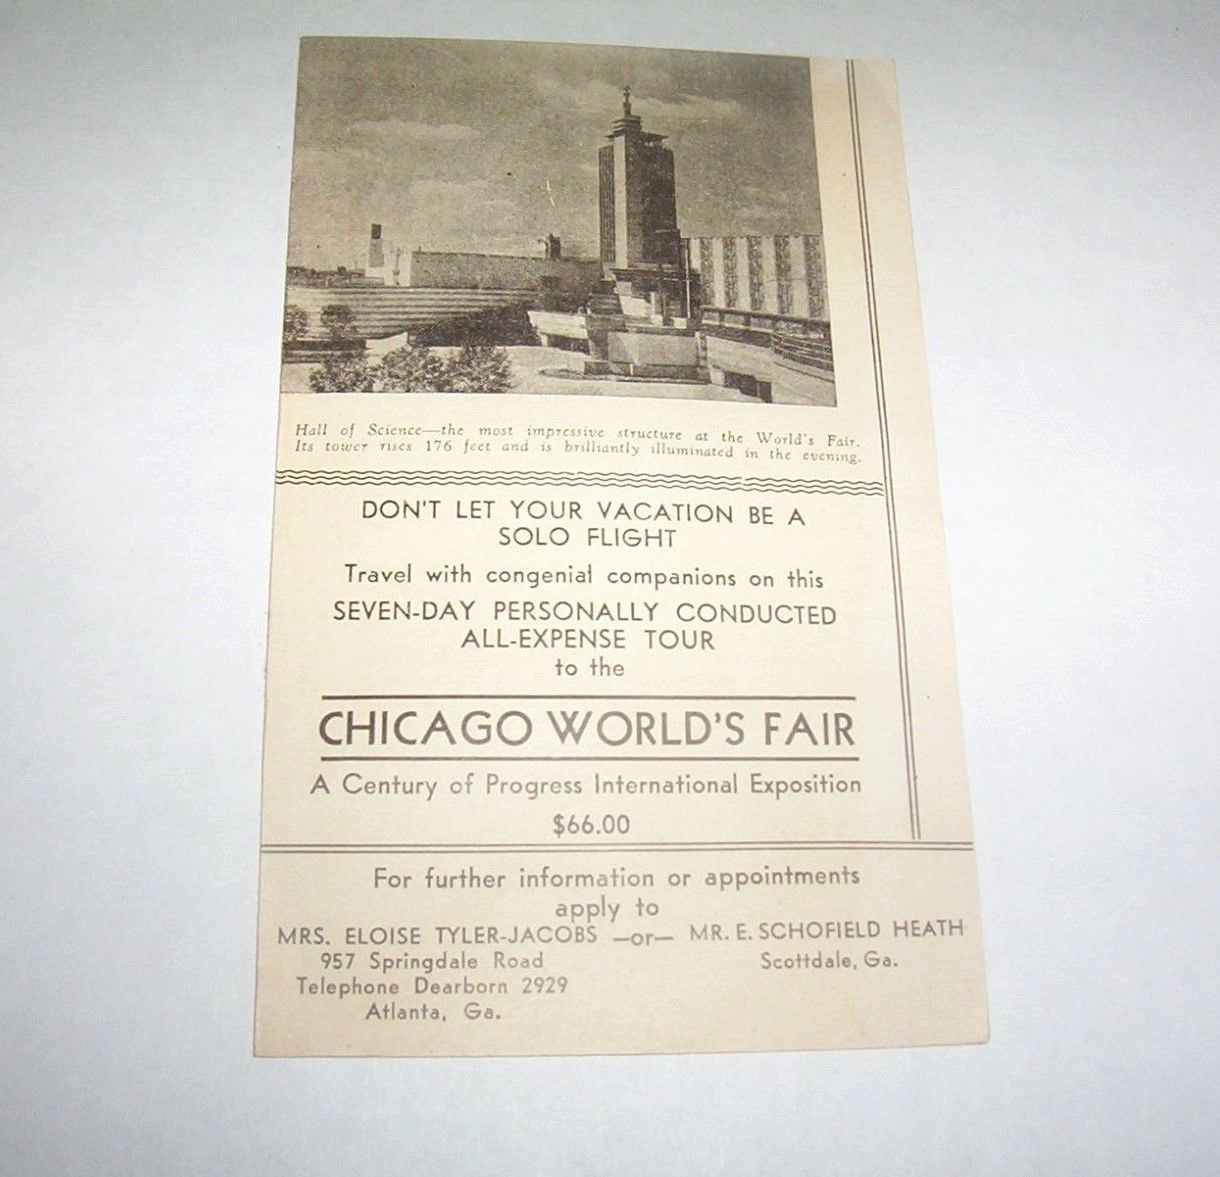 Hall of Science—the most impressive structure at the World's Fair.
Its tower rises 176 feet and is brilliantly illuminated in the evening.
DON'T LET YOUR VACATION BE A
SOLO FLIGHT
Travel with congenial companions on this
SEVEN-DAY PERSONALLY CONDUCTED
ALL-EXPENSE TOUR
to the
CHICAGO WORLD'S FAIR
A Century of Progress International Exposition
$66.00
For further information or appointments
apply to
MRS. ELOISE TYLER-JACOBS —or— MR. E. SCHOFIELD HEATH
957 Springdale Road Scottdale, Ga.
Telephone Dearborn 2929
Atlanta, Ga.